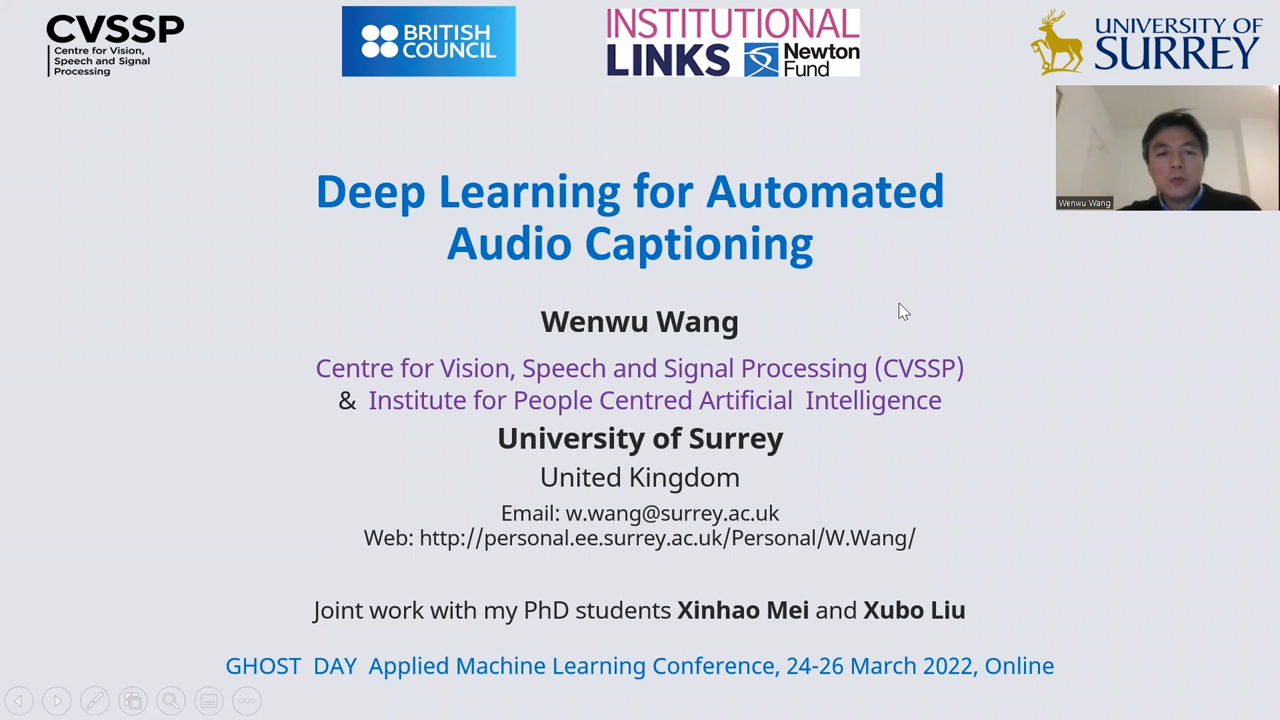 CVSSP
Centre for Vision,
Speech and Signal
Processing
BRITISH
COUNCIL
INSTITUTIONAL
LINKS
Newton
Fund
UNIVERSITY OF
SURREY
Wenwu Wang
Deep Learning for Automated
Audio Captioning
Wenwu Wang
Centre for Vision, Speech and Signal Processing (CVSSP)
& Institute for People Centred Artificial Intelligence
University of Surrey
United Kingdom
Email: w.wang@surrey.ac.uk
Web: http://personal.ee.surrey.ac.uk/Personal/W.Wang/
Joint work with my PhD students Xinhao Mei and Xubo Liu
GHOST DAY Applied Machine Learning Conference, 24-26 March 2022, Online